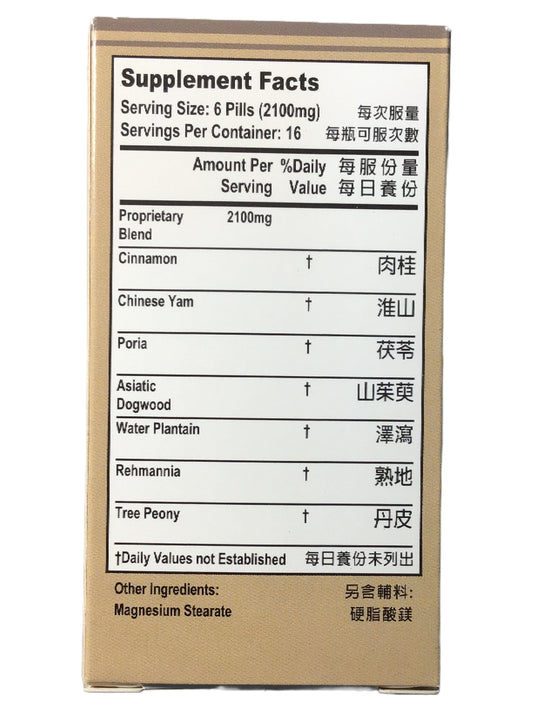 Supplement Facts
Serving Size: 6 Pills (2100mg) 每次服量
Servings Per Container: 16 每瓶可服次數
Amount Per %Daily 每服份量
Serving Value 每日養份
Proprietary 2100mg
Blend
Cinnamon † 肉桂
Chinese Yam † 淮山
Poria † 茯苓
Asiatic † 山茱萸
Dogwood
Water Plantain † 澤瀉
Rehmannia † 熟地
Tree Peony † 丹皮
†Daily Values not Established 每日養份未列出
Other Ingredients: 另含輔料:
Magnesium Stearate 硬脂酸鎂